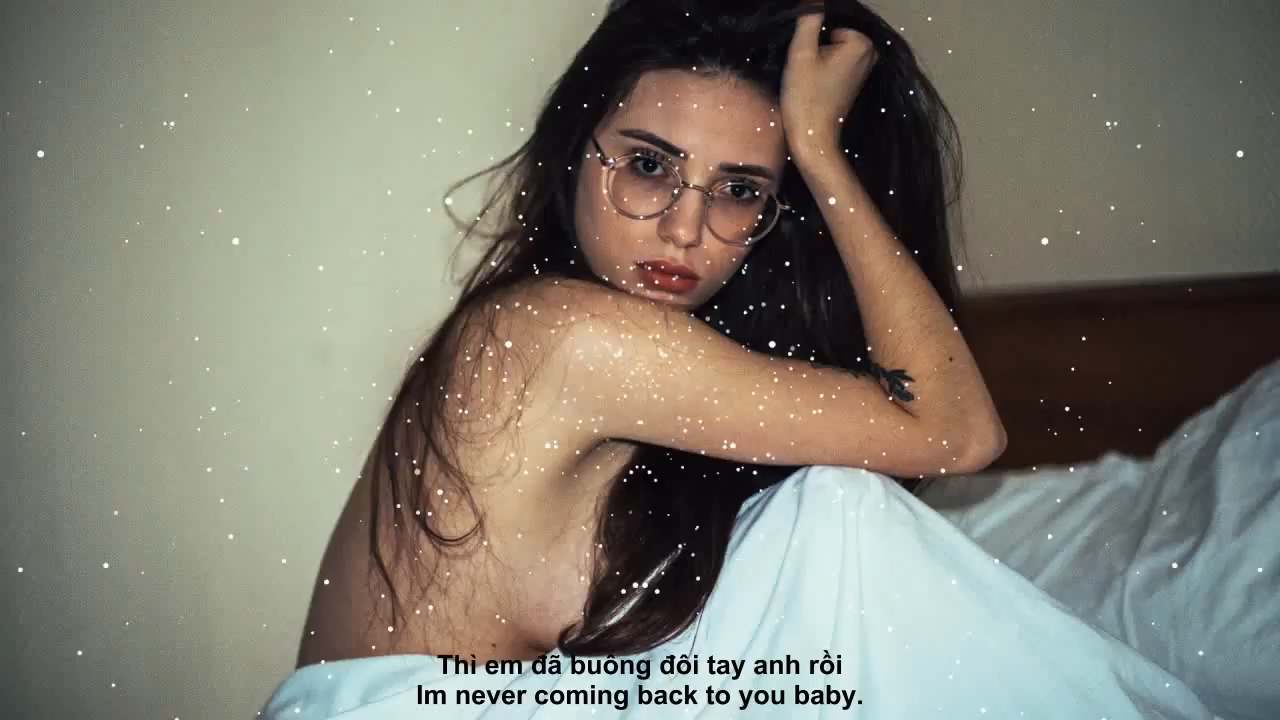 Thì em đã buông đôi tay anh rồi
Im never coming back to you baby.